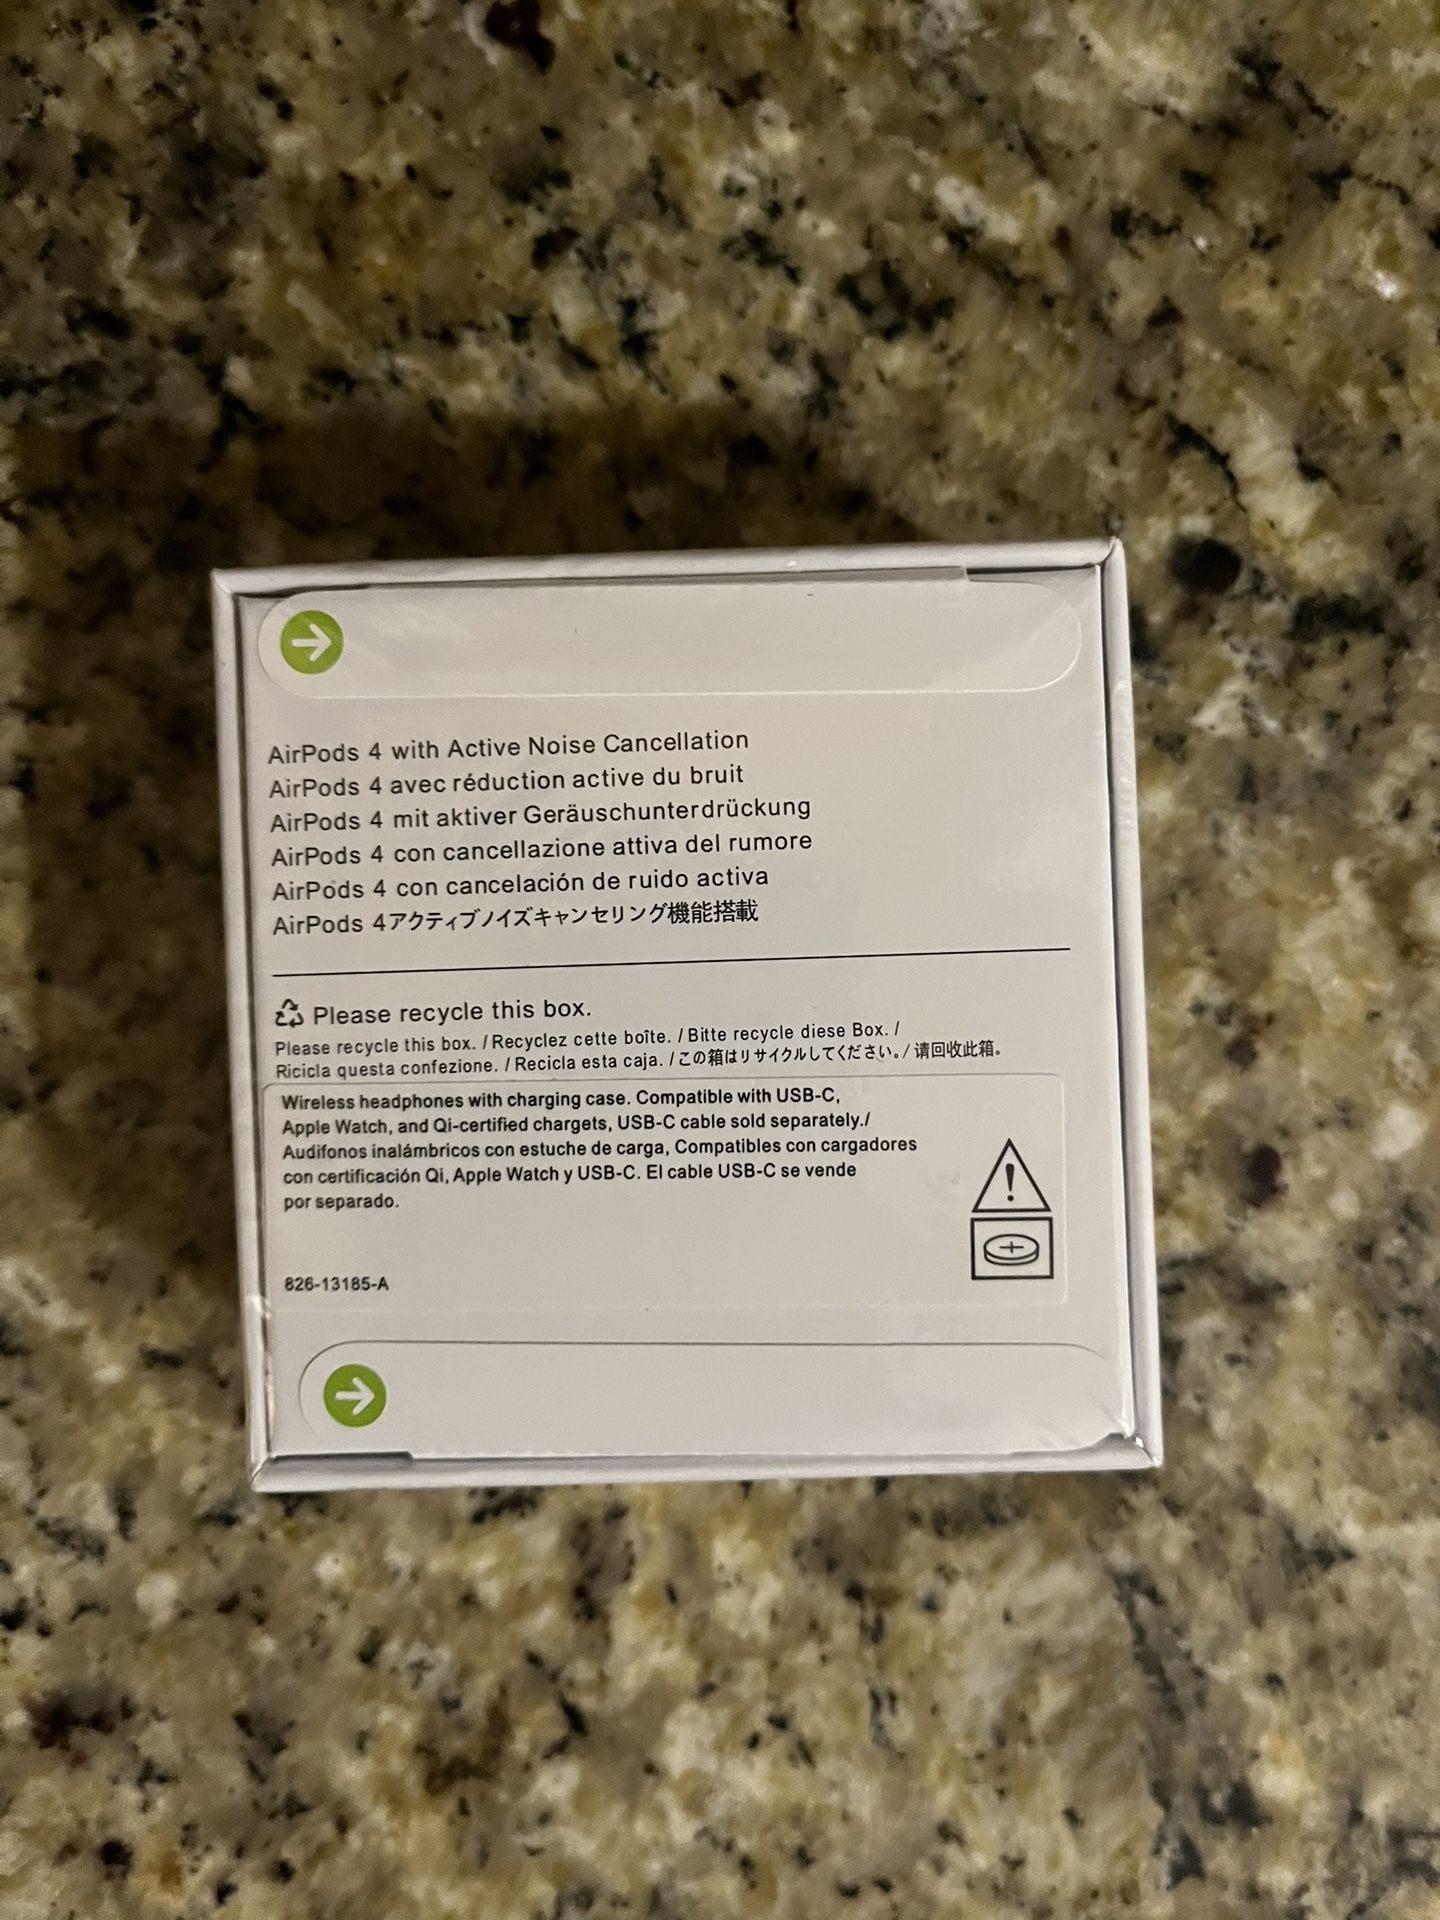 AirPods 4 with Active Noise Cancellation
AirPods 4 avec réduction active du bruit
AirPods 4 mit aktiver Geräuschunterdrückung
AirPods 4 con cancellazione attiva del rumore
AirPods 4 con cancelación de ruido activa
AirPods 4アクティブノイズキャンセリング機能搭載
Please recycle this box.
Please recycle this box. / Recyclez cette boîte. / Bitte recycle diese Box. /
Ricicla questa confezione. / Recicla esta caja. / この箱はリサイクルしてください。/ 请回收此箱。
Wireless headphones with charging case. Compatible with USB-C,
Apple Watch, and Qi-certified chargets, USB-C cable sold separately./
Audifonos inalámbricos con estuche de carga, Compatibles con cargadores
con certificación Qi, Apple Watch y USB-C. El cable USB-C se vende
por separado.
826-13185-A